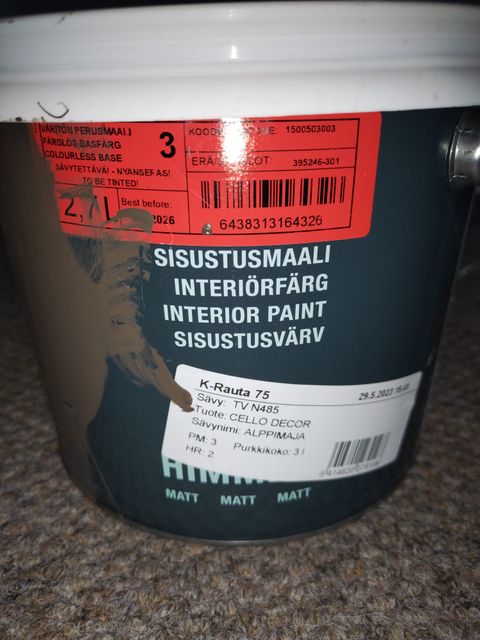 VÄRITÖN PERUSMAALI
FÄRGLÖS BASFÄRG
COLOURLESS BASE
SÄVYTETTÄVÄ! - NYANSERAS!
TO BE TINTED!
3
1500503003
395246-301
Best before:
2026
6438313164326
SISUSTUSMAALI
INTERIÖRFÄRG
INTERIOR PAINT
SISUSTUSVÄRV
K-Rauta 75
29.5.2023
Sävy: TV N485
Tuote: CELLO DECOR
Sävynimi: ALPPIMAJA
PM: 3 Purkkikoko: 3 l
HR: 2
MATT MATT MATT